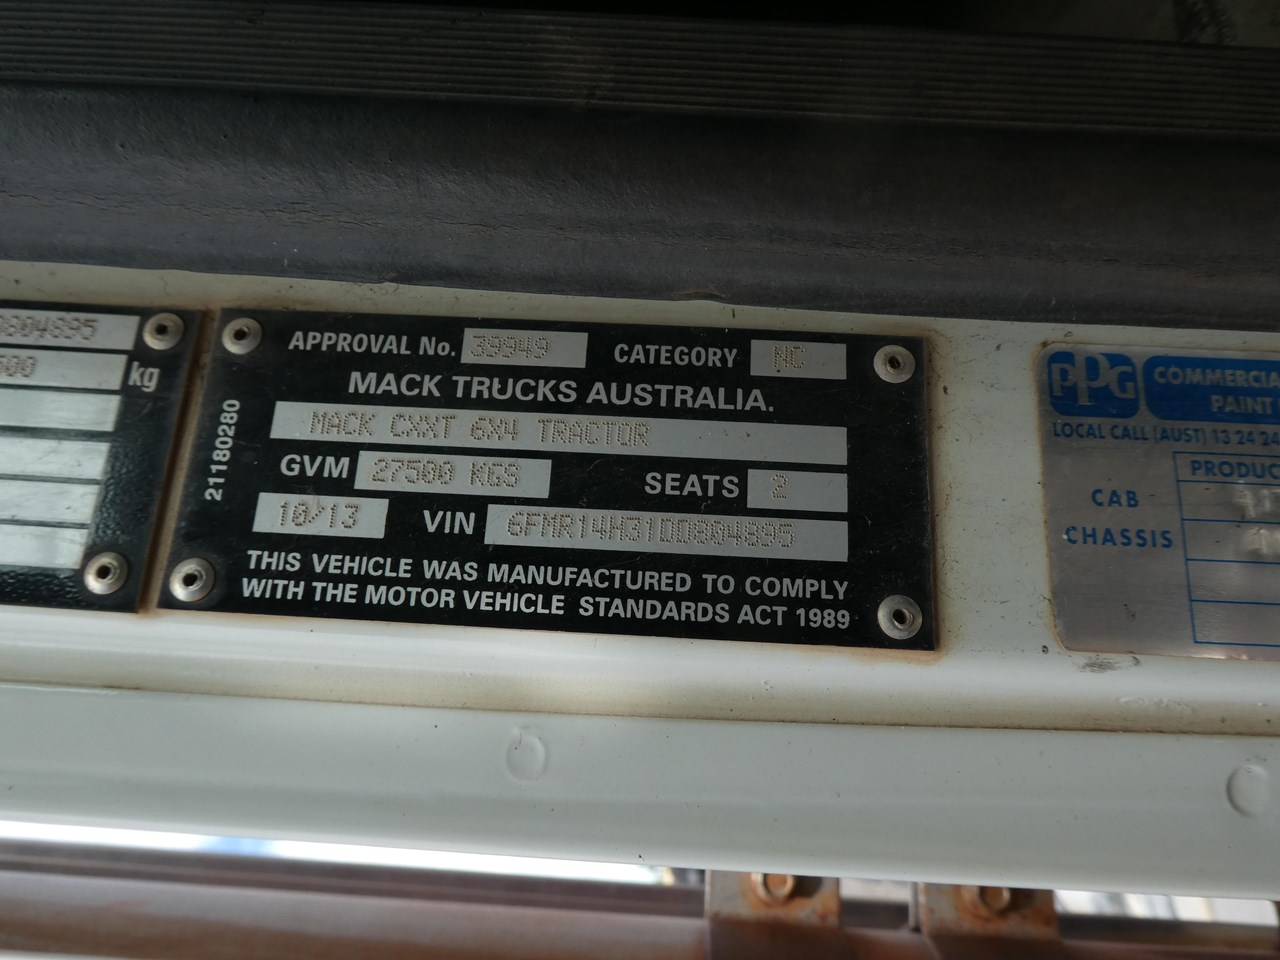 0804895
500 kg
APPROVAL No. 39949 CATEGORY NC
MACK TRUCKS AUSTRALIA.
MACK CXXT 6X4 TRACTOR
GVM 27500 KGS SEATS 2
10/13 VIN 6FMR14H31DD804895
THIS VEHICLE WAS MANUFACTURED TO COMPLY
WITH THE MOTOR VEHICLE STANDARDS ACT 1989
21180280
PPG COMMERCIA
PAINT
LOCAL CALL (AUST) 13 24 24
PRODUC
CAB
CHASSIS